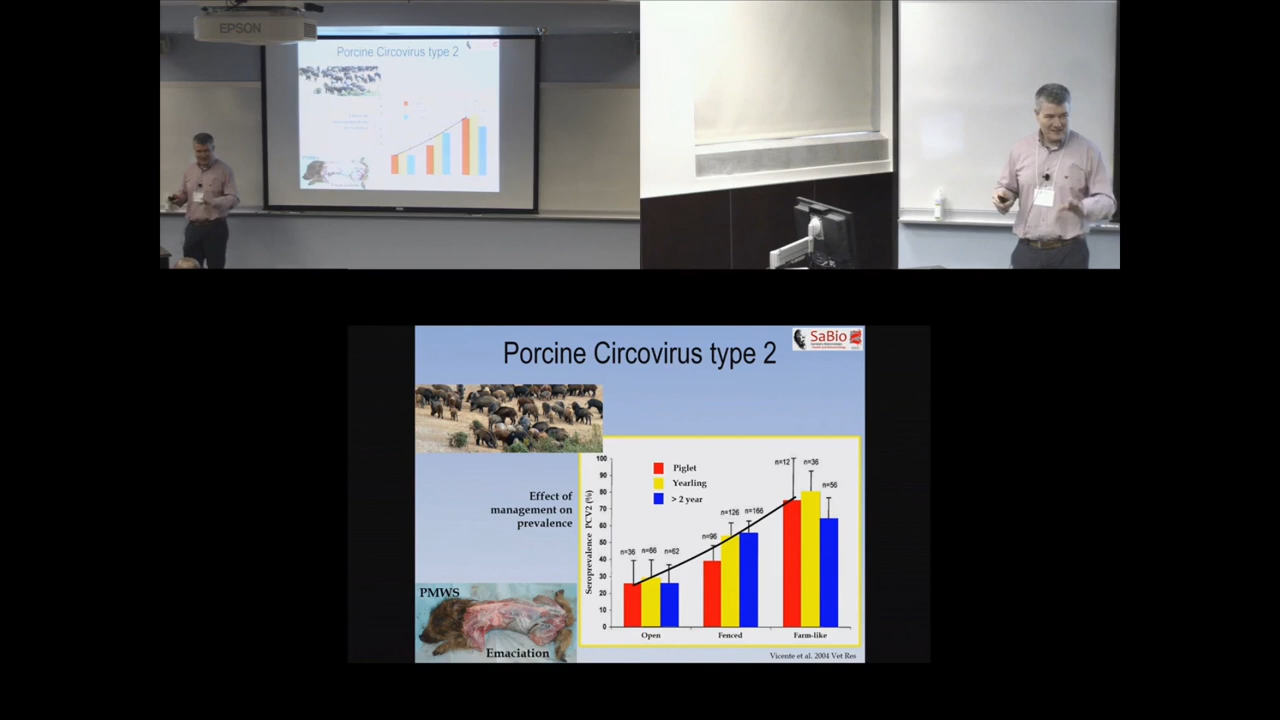 EPSON
Porcine Circovirus type 2
Porcine Circovirus type 2
SaBio
Effect of
management on
prevalence
PMWS
Emaciation
Seroprevalence PCV2 (%)
100
90
80
70
60
50
40
30
20
10
0
Piglet
Yearling
> 2 year
n=36
n=66
n=62
n=96
n=126
n=166
n=12
n=36
n=56
Open
Fenced
Farm-like
Vicente et al. 2004 Vet Res